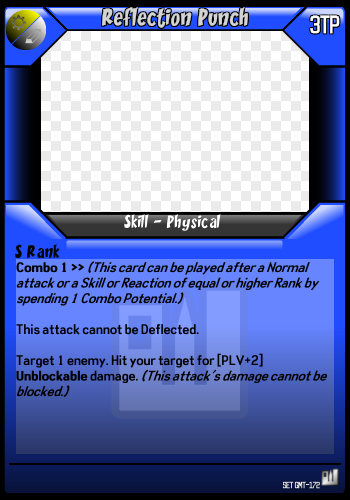 Reflection Punch
3TP
Skill - Physical
S Rank
Combo 1 >> (This card can be played after a Normal
attack or a Skill or Reaction of equal or higher Rank by
spending 1 Combo Potential.)
This attack cannot be Deflected.
Target 1 enemy. Hit your target for [PLV+2]
Unblockable damage. (This attack's damage cannot be
blocked.)
SET GMT-172